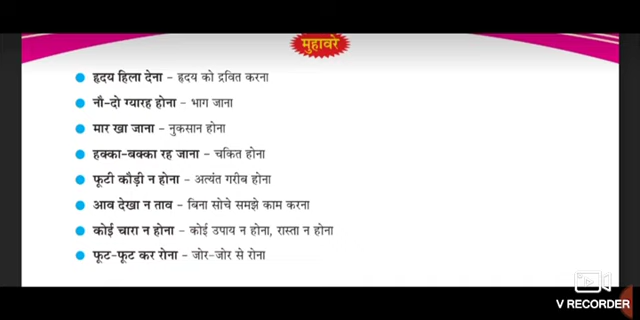 मुहावरे
हृदय हिला देना – हृदय को द्रवित करना
नौ-दो ग्यारह होना – भाग जाना
मार खा जाना – नुकसान होना
हक्का-बक्का रह जाना – चकित होना
फूटी कौड़ी न होना – अत्यंत गरीब होना
आव देखा न ताव – बिना सोचे समझे काम करना
कोई चारा न होना – कोई उपाय न होना, रास्ता न होना
फूट-फूट कर रोना – जोर-जोर से रोना
V RECORDER